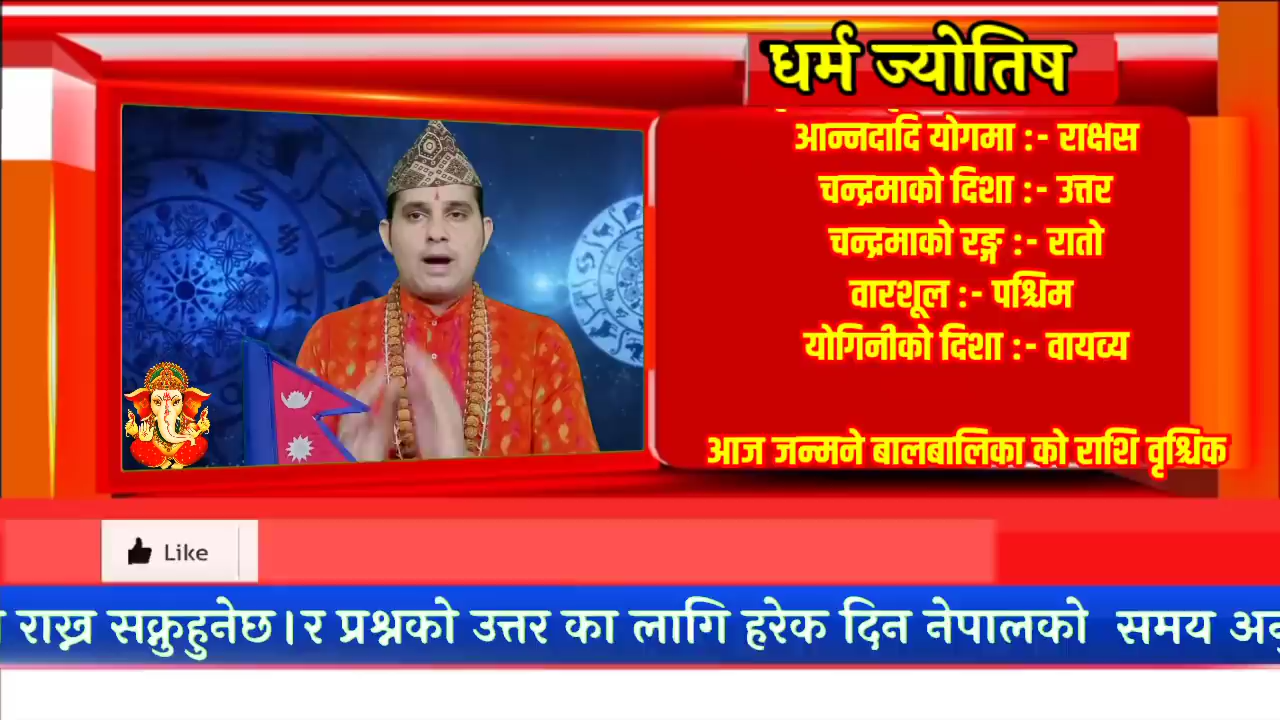 धर्म ज्योतिष
आन्नदादि योगमा :- राक्षस
चन्द्रमाको दिशा :- उत्तर
चन्द्रमाको रङ्ग :- रातो
वारशूल :- पश्चिम
योगिनीको दिशा :- वायव्य
आज जन्मने बालबालिका को राशि वृश्चिक
Like
राख्न सक्नुहुनेछ।र प्रश्नको उत्तर का लागि हरेक दिन नेपालको समय